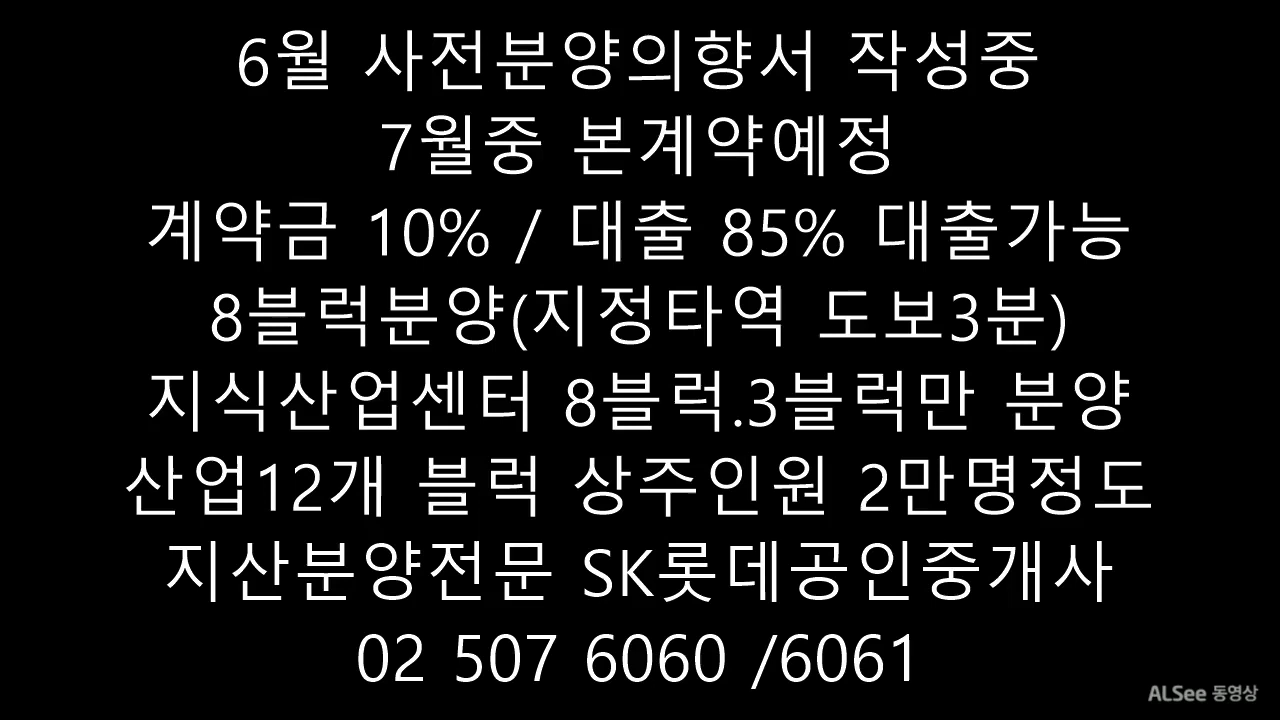 6월 사전분양의향서 작성중
7월중 본계약예정
계약금 10% / 대출 85% 대출가능
8블럭분양(지정타역 도보3분)
지식산업센터 8블럭.3블럭만 분양
산업12개 블럭 상주인원 2만명정도
지산분양전문 SK롯데공인중개사
02 507 6060 /6061
ALSee 동영상